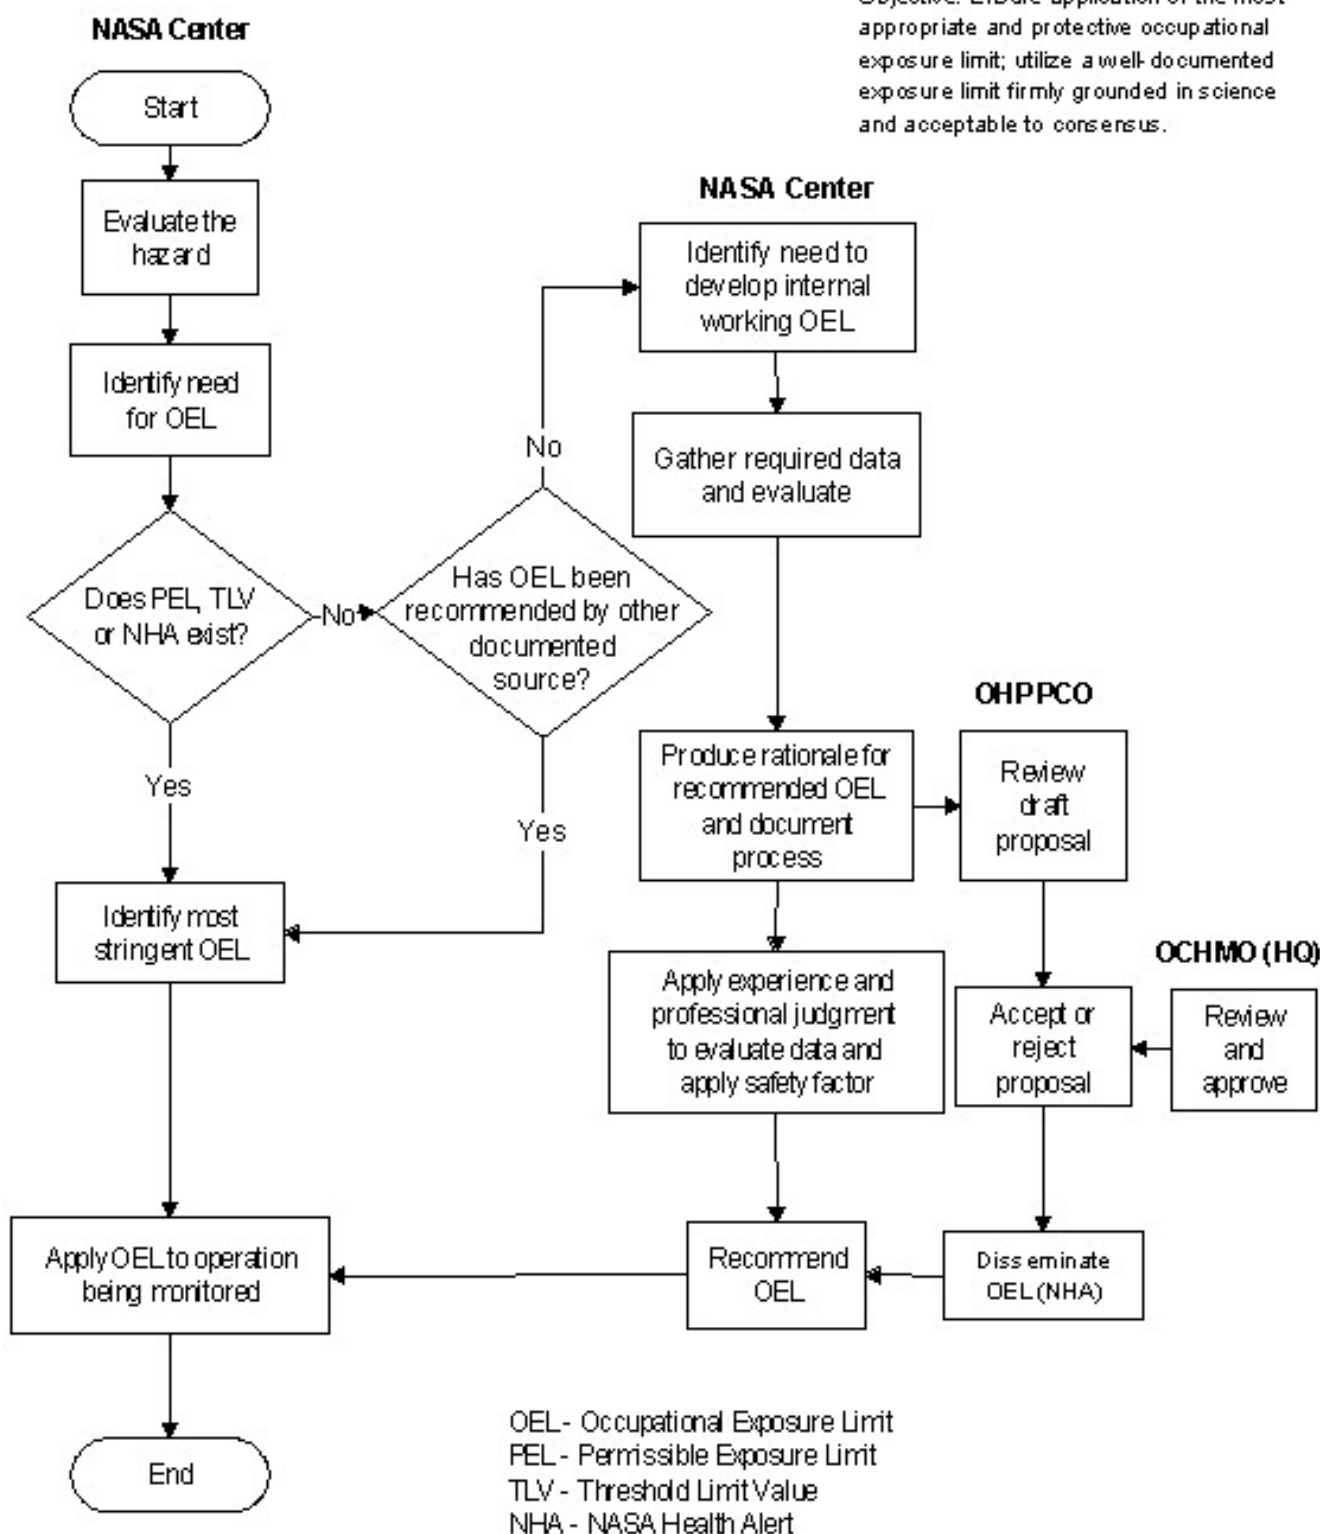 appropriate and protective occupational
exposure limit; utilize a well-documented
exposure limit firmly grounded in science
and acceptable to consensus.
NASA Center
Start
Evaluate the
hazard
Identify need
for OEL
Does PEL, TLV
or NHA exist?
No
Yes
Has OEL been
recommended by other
documented
source?
No
Yes
Identify most
stringent OEL
Apply OEL to operation
being monitored
End
NASA Center
Identify need to
develop internal
working OEL
Gather required data
and evaluate
Produce rationale for
recommended OEL
and document
process
Apply experience and
professional judgment
to evaluate data and
apply safety factor
Recommend
OEL
OHPPCO
Review
draft
proposal
Accept or
reject
proposal
Disseminate
OEL (NHA)
OCHMO (HQ)
Review
and
approve
OEL - Occupational Exposure Limit
PEL - Permissible Exposure Limit
TLV - Threshold Limit Value
NHA - NASA Health Alert